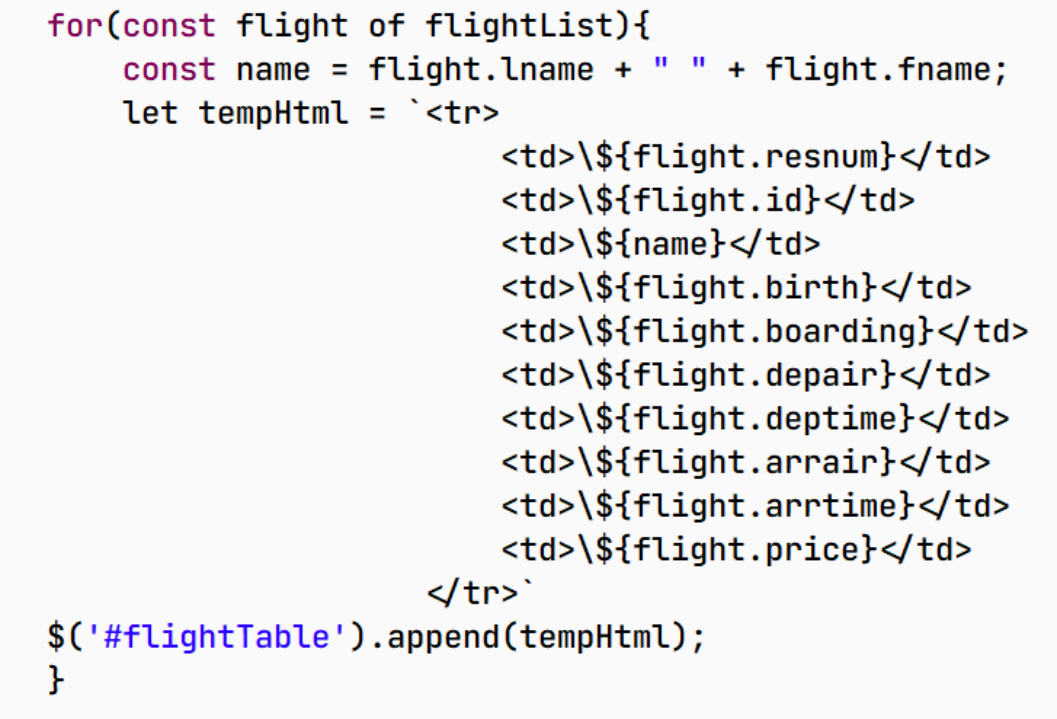 for(const flight of flightList){
const name = flight.lname + " " + flight.fname;
let tempHtml = `<tr>
<td>\${flight.resnum}</td>
<td>\${flight.id}</td>
<td>\${name}</td>
<td>\${flight.birth}</td>
<td>\${flight.boarding}</td>
<td>\${flight.depair}</td>
<td>\${flight.deptime}</td>
<td>\${flight.arrair}</td>
<td>\${flight.arrtime}</td>
<td>\${flight.price}</td>
</tr>`
$('#flightTable').append(tempHtml);
}